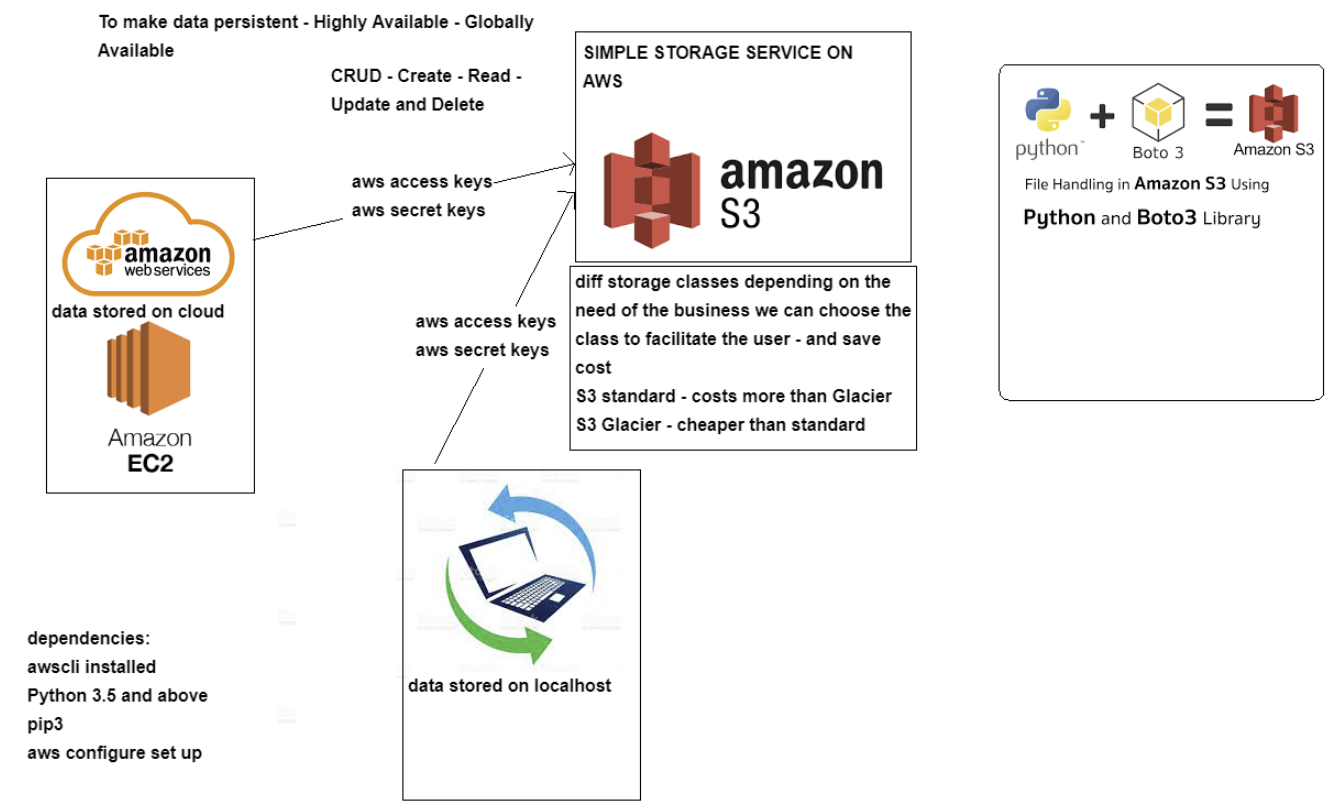 To make data persistent - Highly Available - Globally
Available
CRUD - Create - Read -
Update and Delete
SIMPLE STORAGE SERVICE ON
AWS
amazon
S3
aws access keys
aws secret keys
amazon
web services
data stored on cloud
Amazon
EC2
aws access keys
aws secret keys
diff storage classes depending on the
need of the business we can choose the
class to facilitate the user - and save
cost
S3 standard - costs more than Glacier
S3 Glacier - cheaper than standard
python™
+
Boto 3
=
Amazon S3
File Handling in Amazon S3 Using
Python and Boto3 Library
data stored on localhost
dependencies:
awscli installed
Python 3.5 and above
pip3
aws configure set up